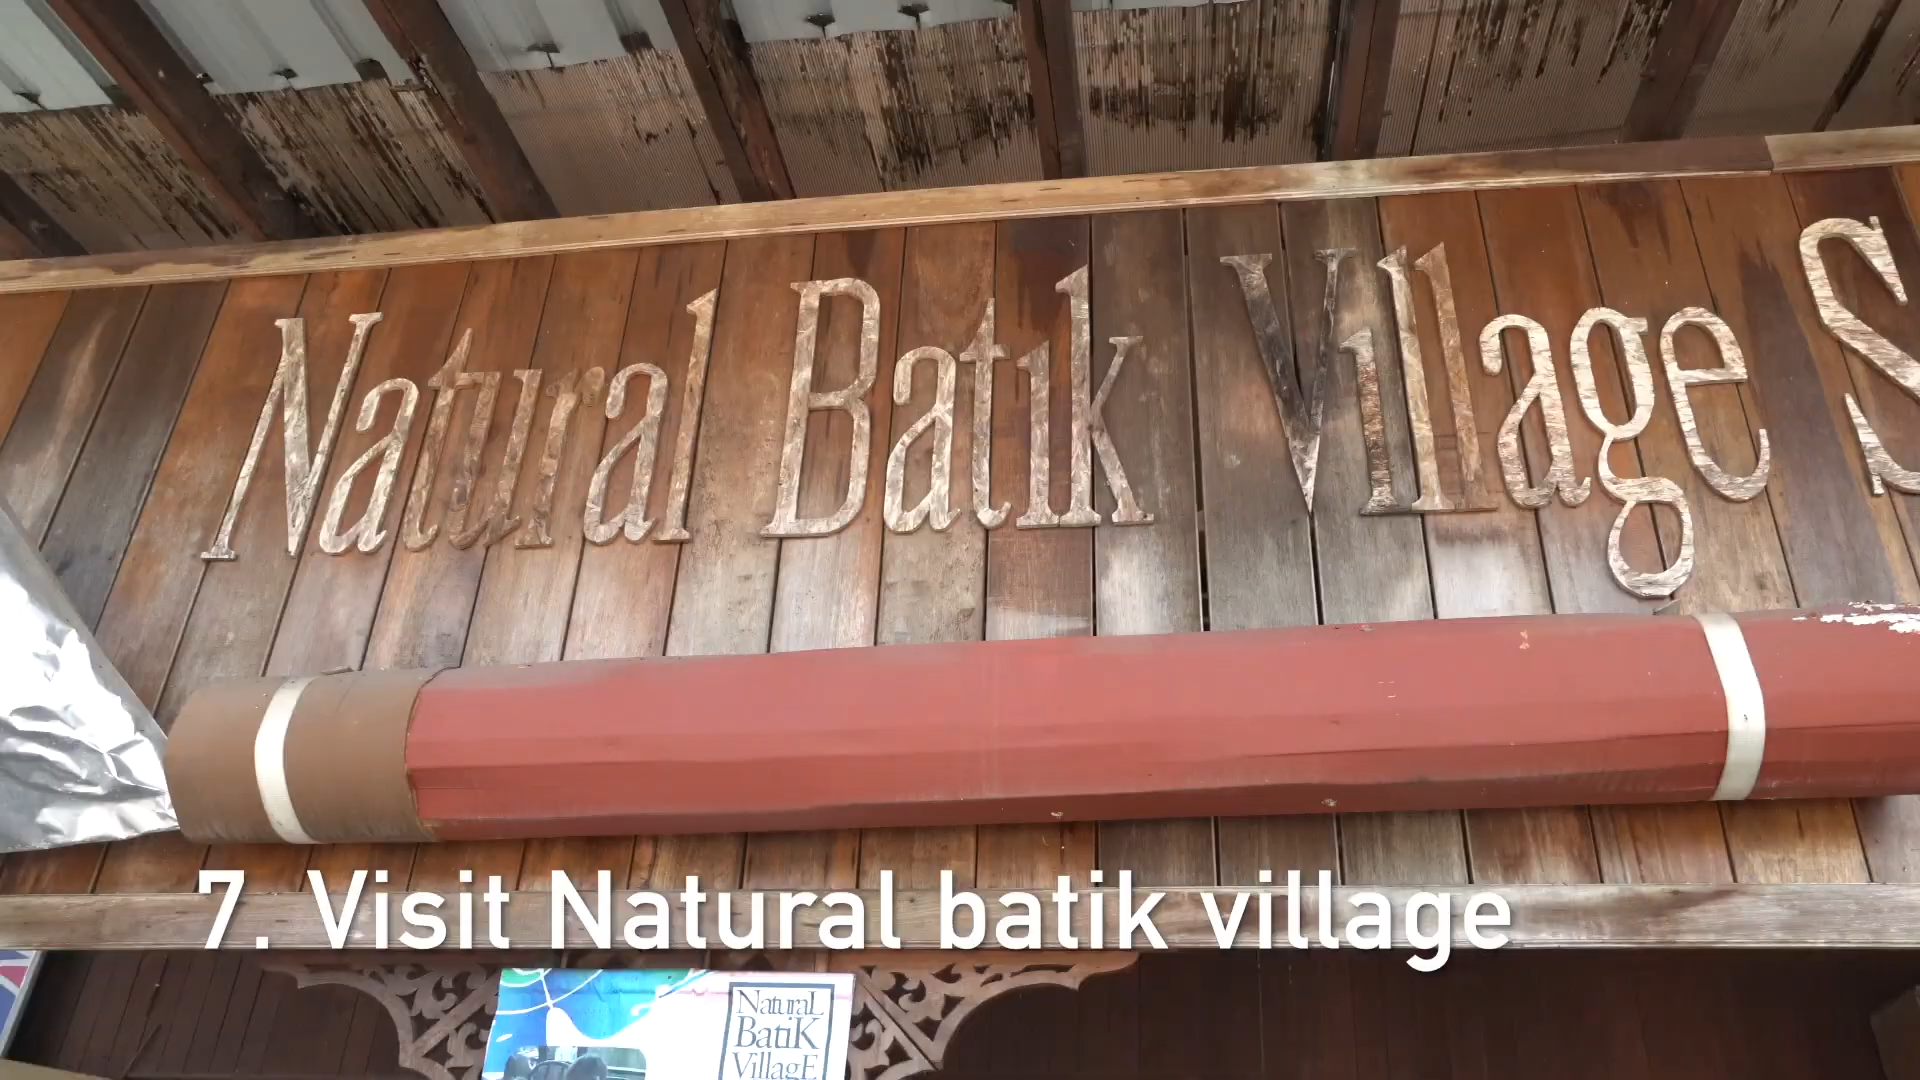 Natural Batik Village S
7. Visit Natural batik village
Natural
Batik
Village